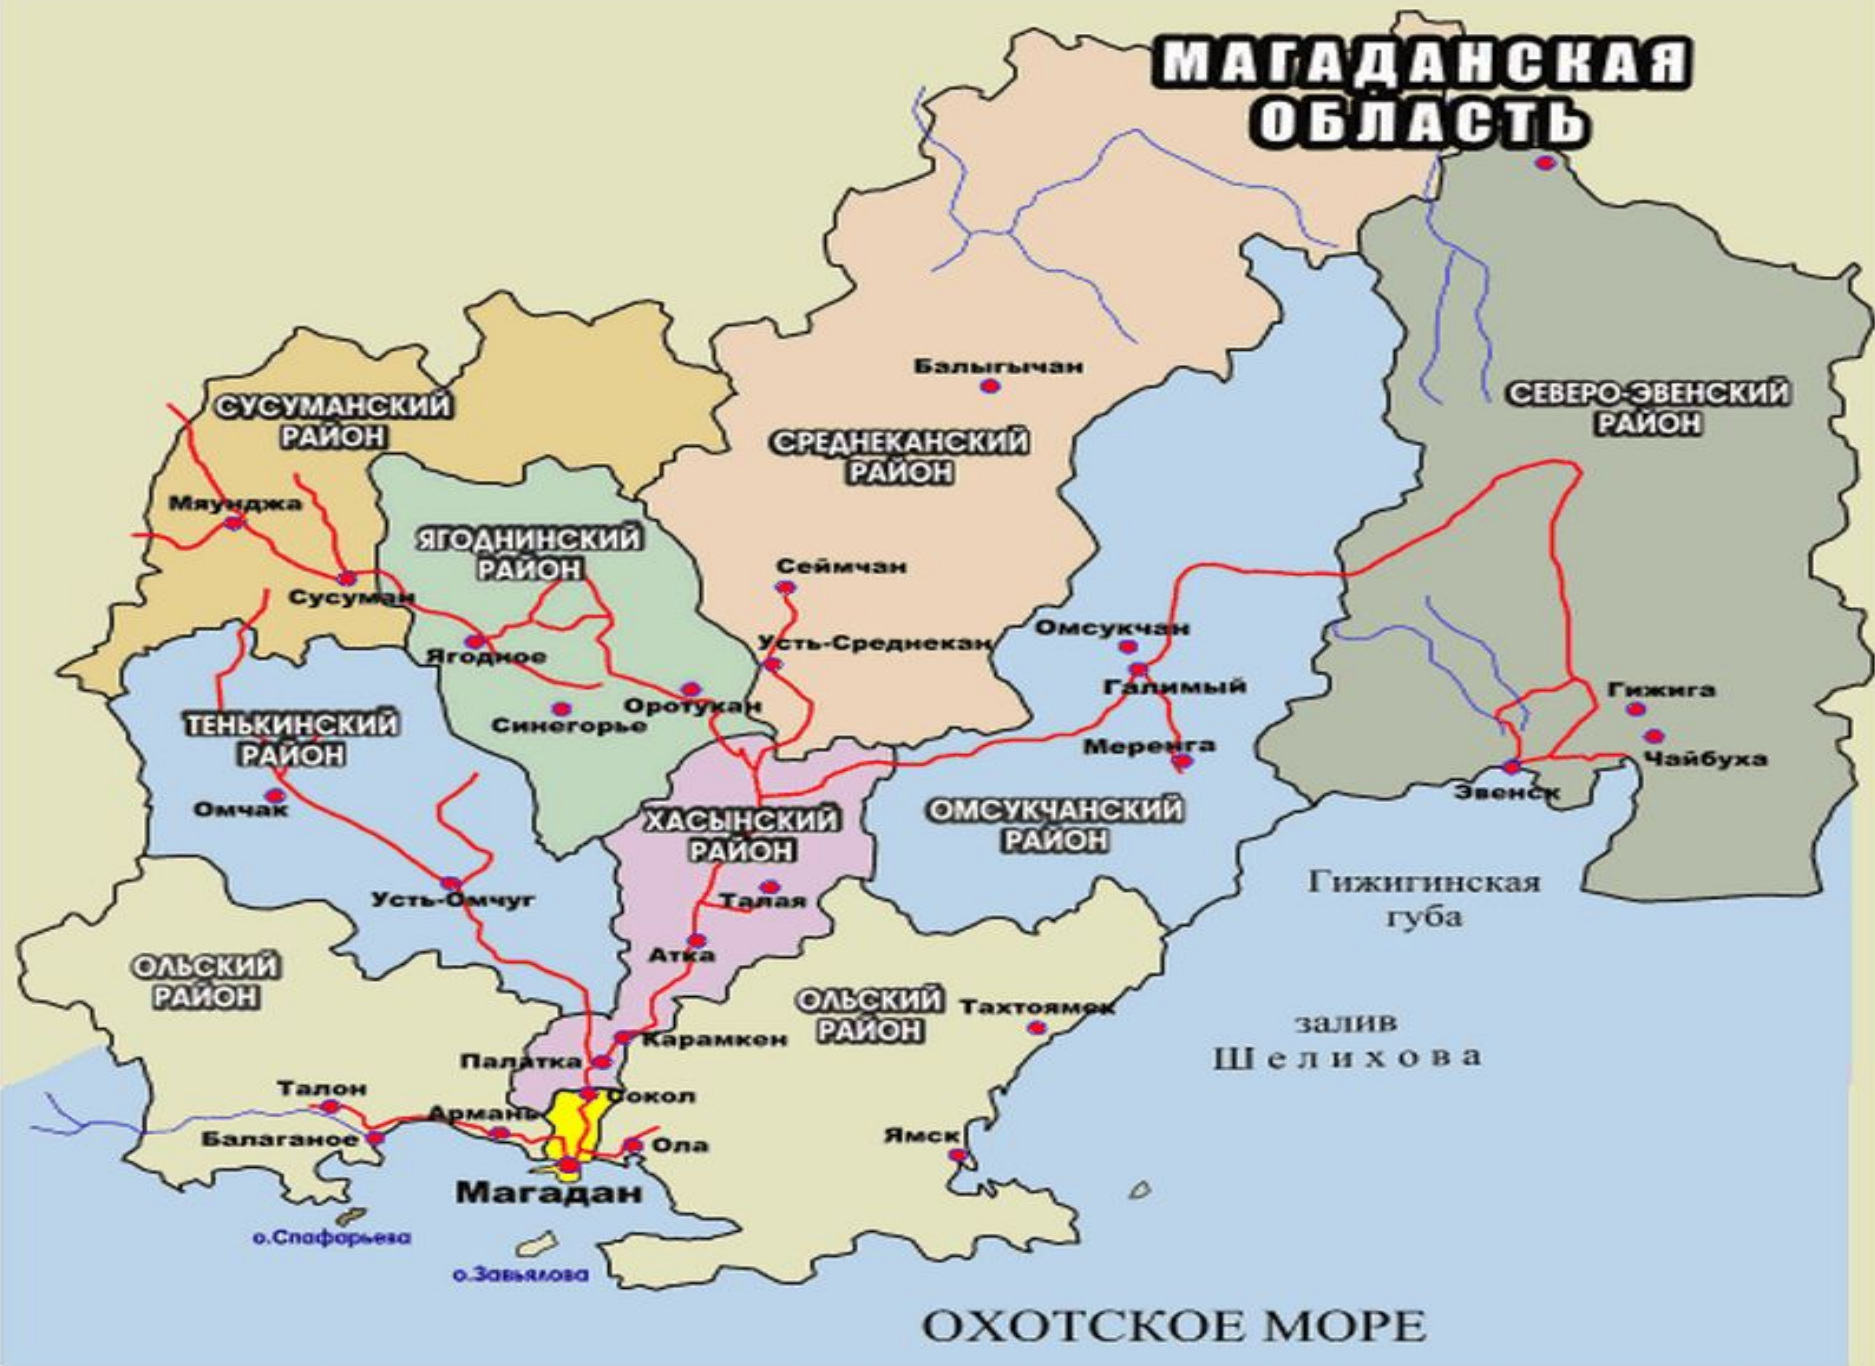 МАГАДАНСКАЯ
ОБЛАСТЬ
Балыгычан
СЕВЕРО-ЭВЕНСКИЙ
РАЙОН
СУСУМАНСКИЙ
РАЙОН
СРЕДНЕКАНСКИЙ
РАЙОН
Мяунджа
ЯГОДНИНСКИЙ
РАЙОН
Сеймчан
Сусуман
Омсукчан
Усть-Среднекан
Ягодное
Галимый
Гижига
Оротукан
Синегорье
ТЕНЬКИНСКИЙ
РАЙОН
Меренга
Чайбуха
Эвенск
Омчак
ХАСЫНСКИЙ
РАЙОН
ОМСУКЧАНСКИЙ
РАЙОН
Гижигинская
губа
Усть-Омчуг
Талая
Атка
ОЛЬСКИЙ
РАЙОН
ОЛЬСКИЙ
РАЙОН
Тахтоямск
залив
Шелихова
Карамкен
Палатка
Талон
Сокол
Армань
Балаганое
Ола
Ямск
Магадан
о.Спафарьева
о.Завьялова
ОХОТСКОЕ МОРЕ